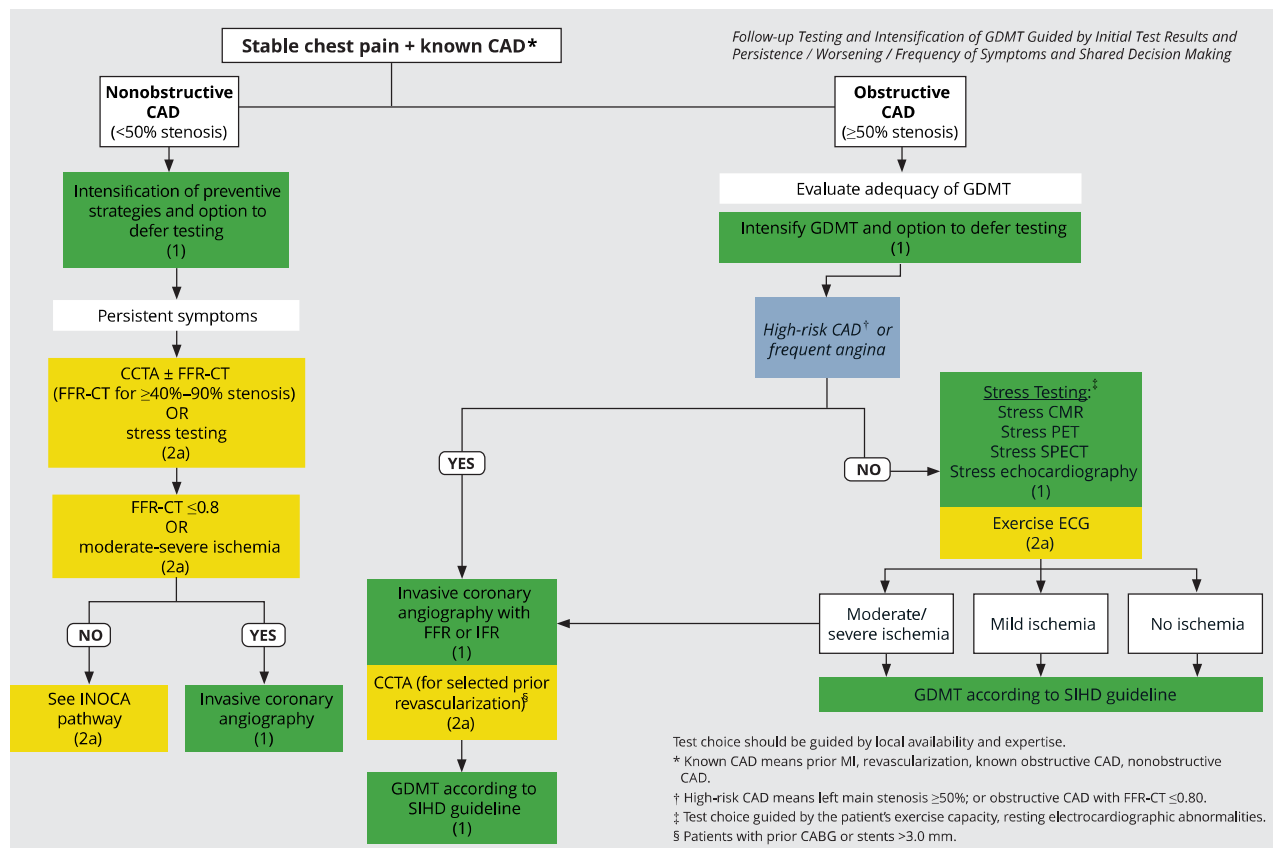 Stable chest pain + known CAD*
Follow-up Testing and Intensification of GDMT Guided by Initial Test Results and
Persistence / Worsening / Frequency of Symptoms and Shared Decision Making
Nonobstructive
CAD
(<50% stenosis)
Obstructive
CAD
(≥50% stenosis)
Intensification of preventive
strategies and option to
defer testing
(1)
Persistent symptoms
CCTA ± FFR-CT
(FFR-CT for ≥40%–90% stenosis)
OR
stress testing
(2a)
FFR-CT ≤0.8
OR
moderate-severe ischemia
(2a)
NO
YES
See INOCA
pathway
(2a)
Invasive coronary
angiography
(1)
Evaluate adequacy of GDMT
Intensify GDMT and option to defer testing
(1)
High-risk CAD† or
frequent angina
YES
NO
Stress Testing:‡
Stress CMR
Stress PET
Stress SPECT
Stress echocardiography
(1)
Exercise ECG
(2a)
Invasive coronary
angiography with
FFR or IFR
(1)
CCTA (for selected prior
revascularization)§
(2a)
GDMT according to
SIHD guideline
(1)
Moderate/
severe ischemia
Mild ischemia
No ischemia
GDMT according to SIHD guideline
Test choice should be guided by local availability and expertise.
* Known CAD means prior MI, revascularization, known obstructive CAD, nonobstructive
CAD.
† High-risk CAD means left main stenosis ≥50%; or obstructive CAD with FFR-CT ≤0.80.
‡ Test choice guided by the patient's exercise capacity, resting electrocardiographic abnormalities.
§ Patients with prior CABG or stents >3.0 mm.